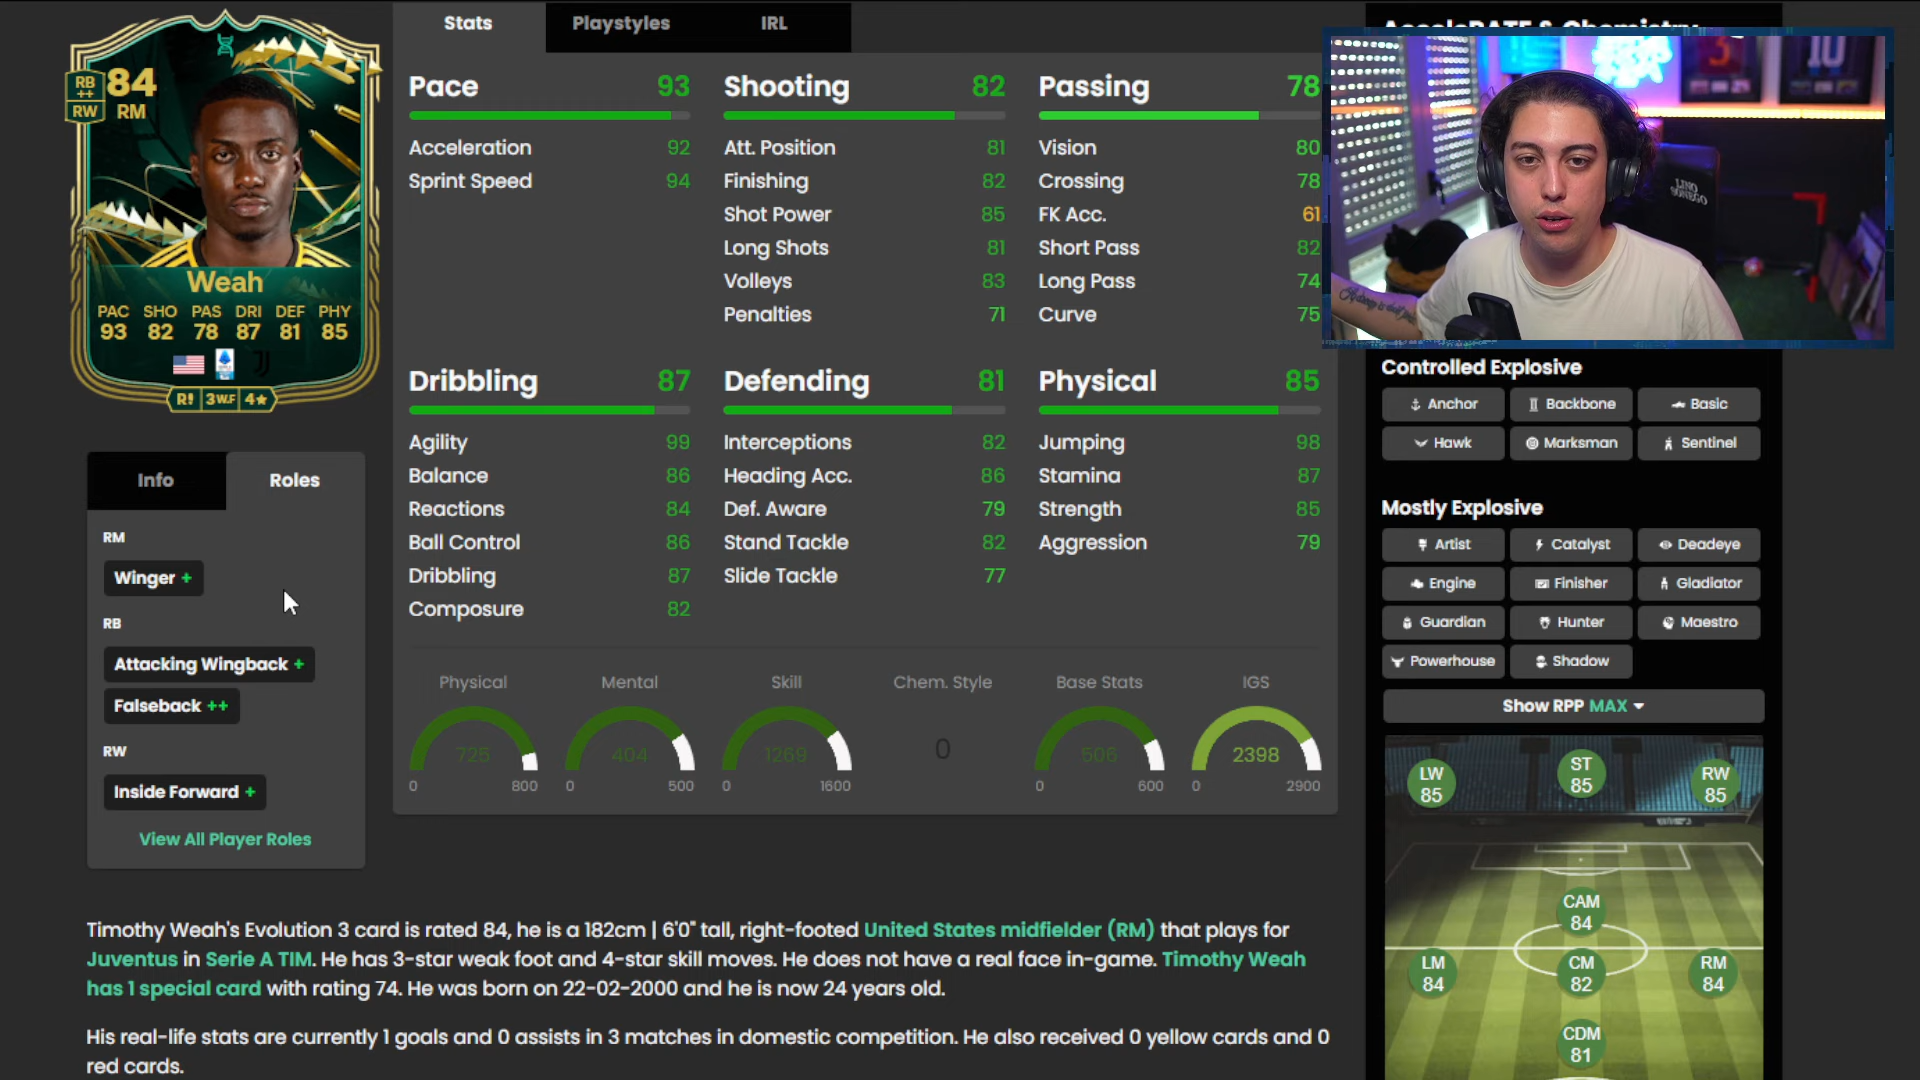 Stats
Playstyles
IRL
RB
++
RW
84
RM
Weah
PAC SHO PAS DRI DEF PHY
93 82 78 87 81 85
3W.F 4★
Pace 93
Acceleration 92
Sprint Speed 94
Shooting 82
Att. Position 81
Finishing 82
Shot Power 85
Long Shots 81
Volleys 83
Penalties 71
Passing 78
Vision 80
Crossing 78
FK Acc. 61
Short Pass 82
Long Pass 74
Curve 75
Dribbling 87
Agility 99
Balance 86
Reactions 84
Ball Control 86
Dribbling 87
Composure 82
Defending 81
Interceptions 82
Heading Acc. 86
Def. Aware 79
Stand Tackle 82
Slide Tackle 77
Physical 85
Jumping 98
Stamina 87
Strength 85
Aggression 79
Physical
725
0 800
Mental
404
0 500
Skill
1269
0 1600
Chem. Style
0
Base Stats
506
0 600
IGS
2398
0 2900
Info
Roles
RM
Winger +
RB
Attacking Wingback +
Falseback ++
RW
Inside Forward +
View All Player Roles
AcceleRATE & Chemistry
3
10
LINO
SONEGO
Controlled Explosive
Anchor
Backbone
Basic
Hawk
Marksman
Sentinel
Mostly Explosive
Artist
Catalyst
Deadeye
Engine
Finisher
Gladiator
Guardian
Hunter
Maestro
Powerhouse
Shadow
Show RPP MAX
LW
85
ST
85
RW
85
CAM
84
LM
84
CM
82
RM
84
CDM
81
Timothy Weah's Evolution 3 card is rated 84, he is a 182cm | 6'0" tall, right-footed United States midfielder (RM) that plays for
Juventus in Serie A TIM. He has 3-star weak foot and 4-star skill moves. He does not have a real face in-game. Timothy Weah
has 1 special card with rating 74. He was born on 22-02-2000 and he is now 24 years old.
His real-life stats are currently 1 goals and 0 assists in 3 matches in domestic competition. He also received 0 yellow cards and 0
red cards.